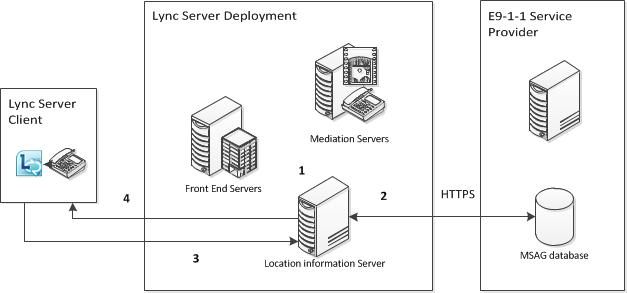 Lync Server Deployment
E9-1-1 Service
Provider
Lync Server
Client
Mediation Servers
Front End Servers
1
2
HTTPS
4
3
Location information Server
MSAG database